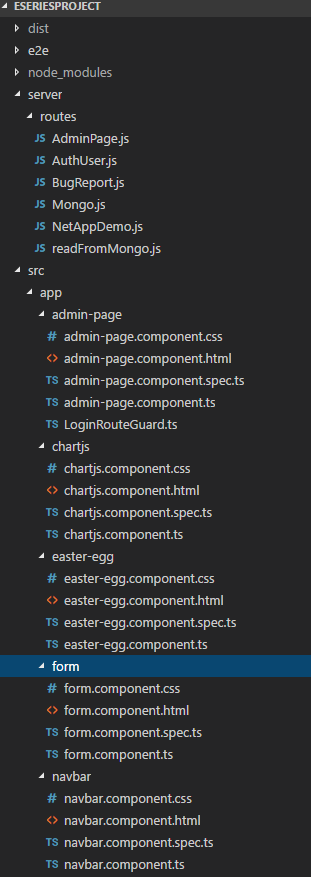 ESERIESPROJECT
dist
e2e
node_modules
server
routes
JS AdminPage.js
JS AuthUser.js
JS BugReport.js
JS Mongo.js
JS NetAppDemo.js
JS readFromMongo.js
src
app
admin-page
# admin-page.component.css
<> admin-page.component.html
TS admin-page.component.spec.ts
TS admin-page.component.ts
TS LoginRouteGuard.ts
chartjs
# chartjs.component.css
<> chartjs.component.html
TS chartjs.component.spec.ts
TS chartjs.component.ts
easter-egg
# easter-egg.component.css
<> easter-egg.component.html
TS easter-egg.component.spec.ts
TS easter-egg.component.ts
form
# form.component.css
<> form.component.html
TS form.component.spec.ts
TS form.component.ts
navbar
# navbar.component.css
<> navbar.component.html
TS navbar.component.spec.ts
TS navbar.component.ts